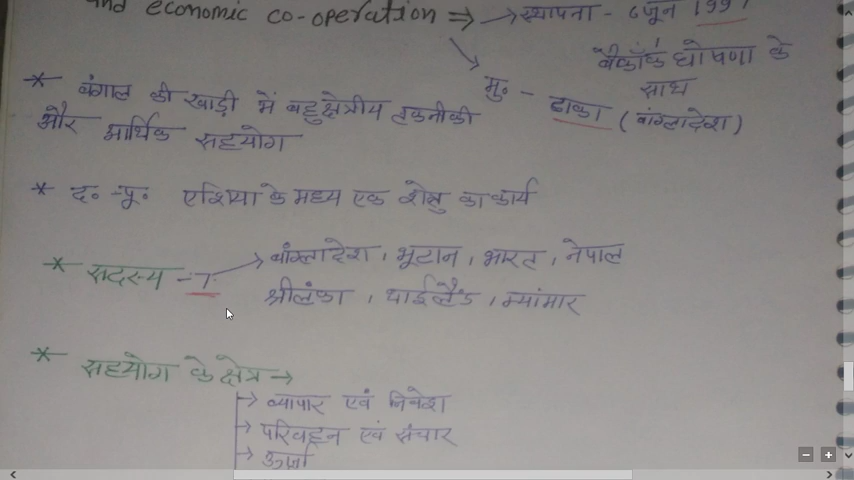 and economic co-operation ⇒ → स्थापना - 6 जून 1997
बैंकॉक घोषणा के
साथ
मु० - ढाका (बांग्लादेश)
* बंगाल की खाड़ी में बहुक्षेत्रीय तकनीकी
और आर्थिक सहयोग
* द० -पू० एशिया के मध्य एक सेतु का कार्य
* सदस्य - 7 → बांग्लादेश, भूटान, भारत, नेपाल
श्रीलंका, थाईलैंड, म्यांमार
* सहयोग के क्षेत्र →
→ व्यापार एवं निवेश
→ परिवहन एवं संचार
→ ऊर्जा